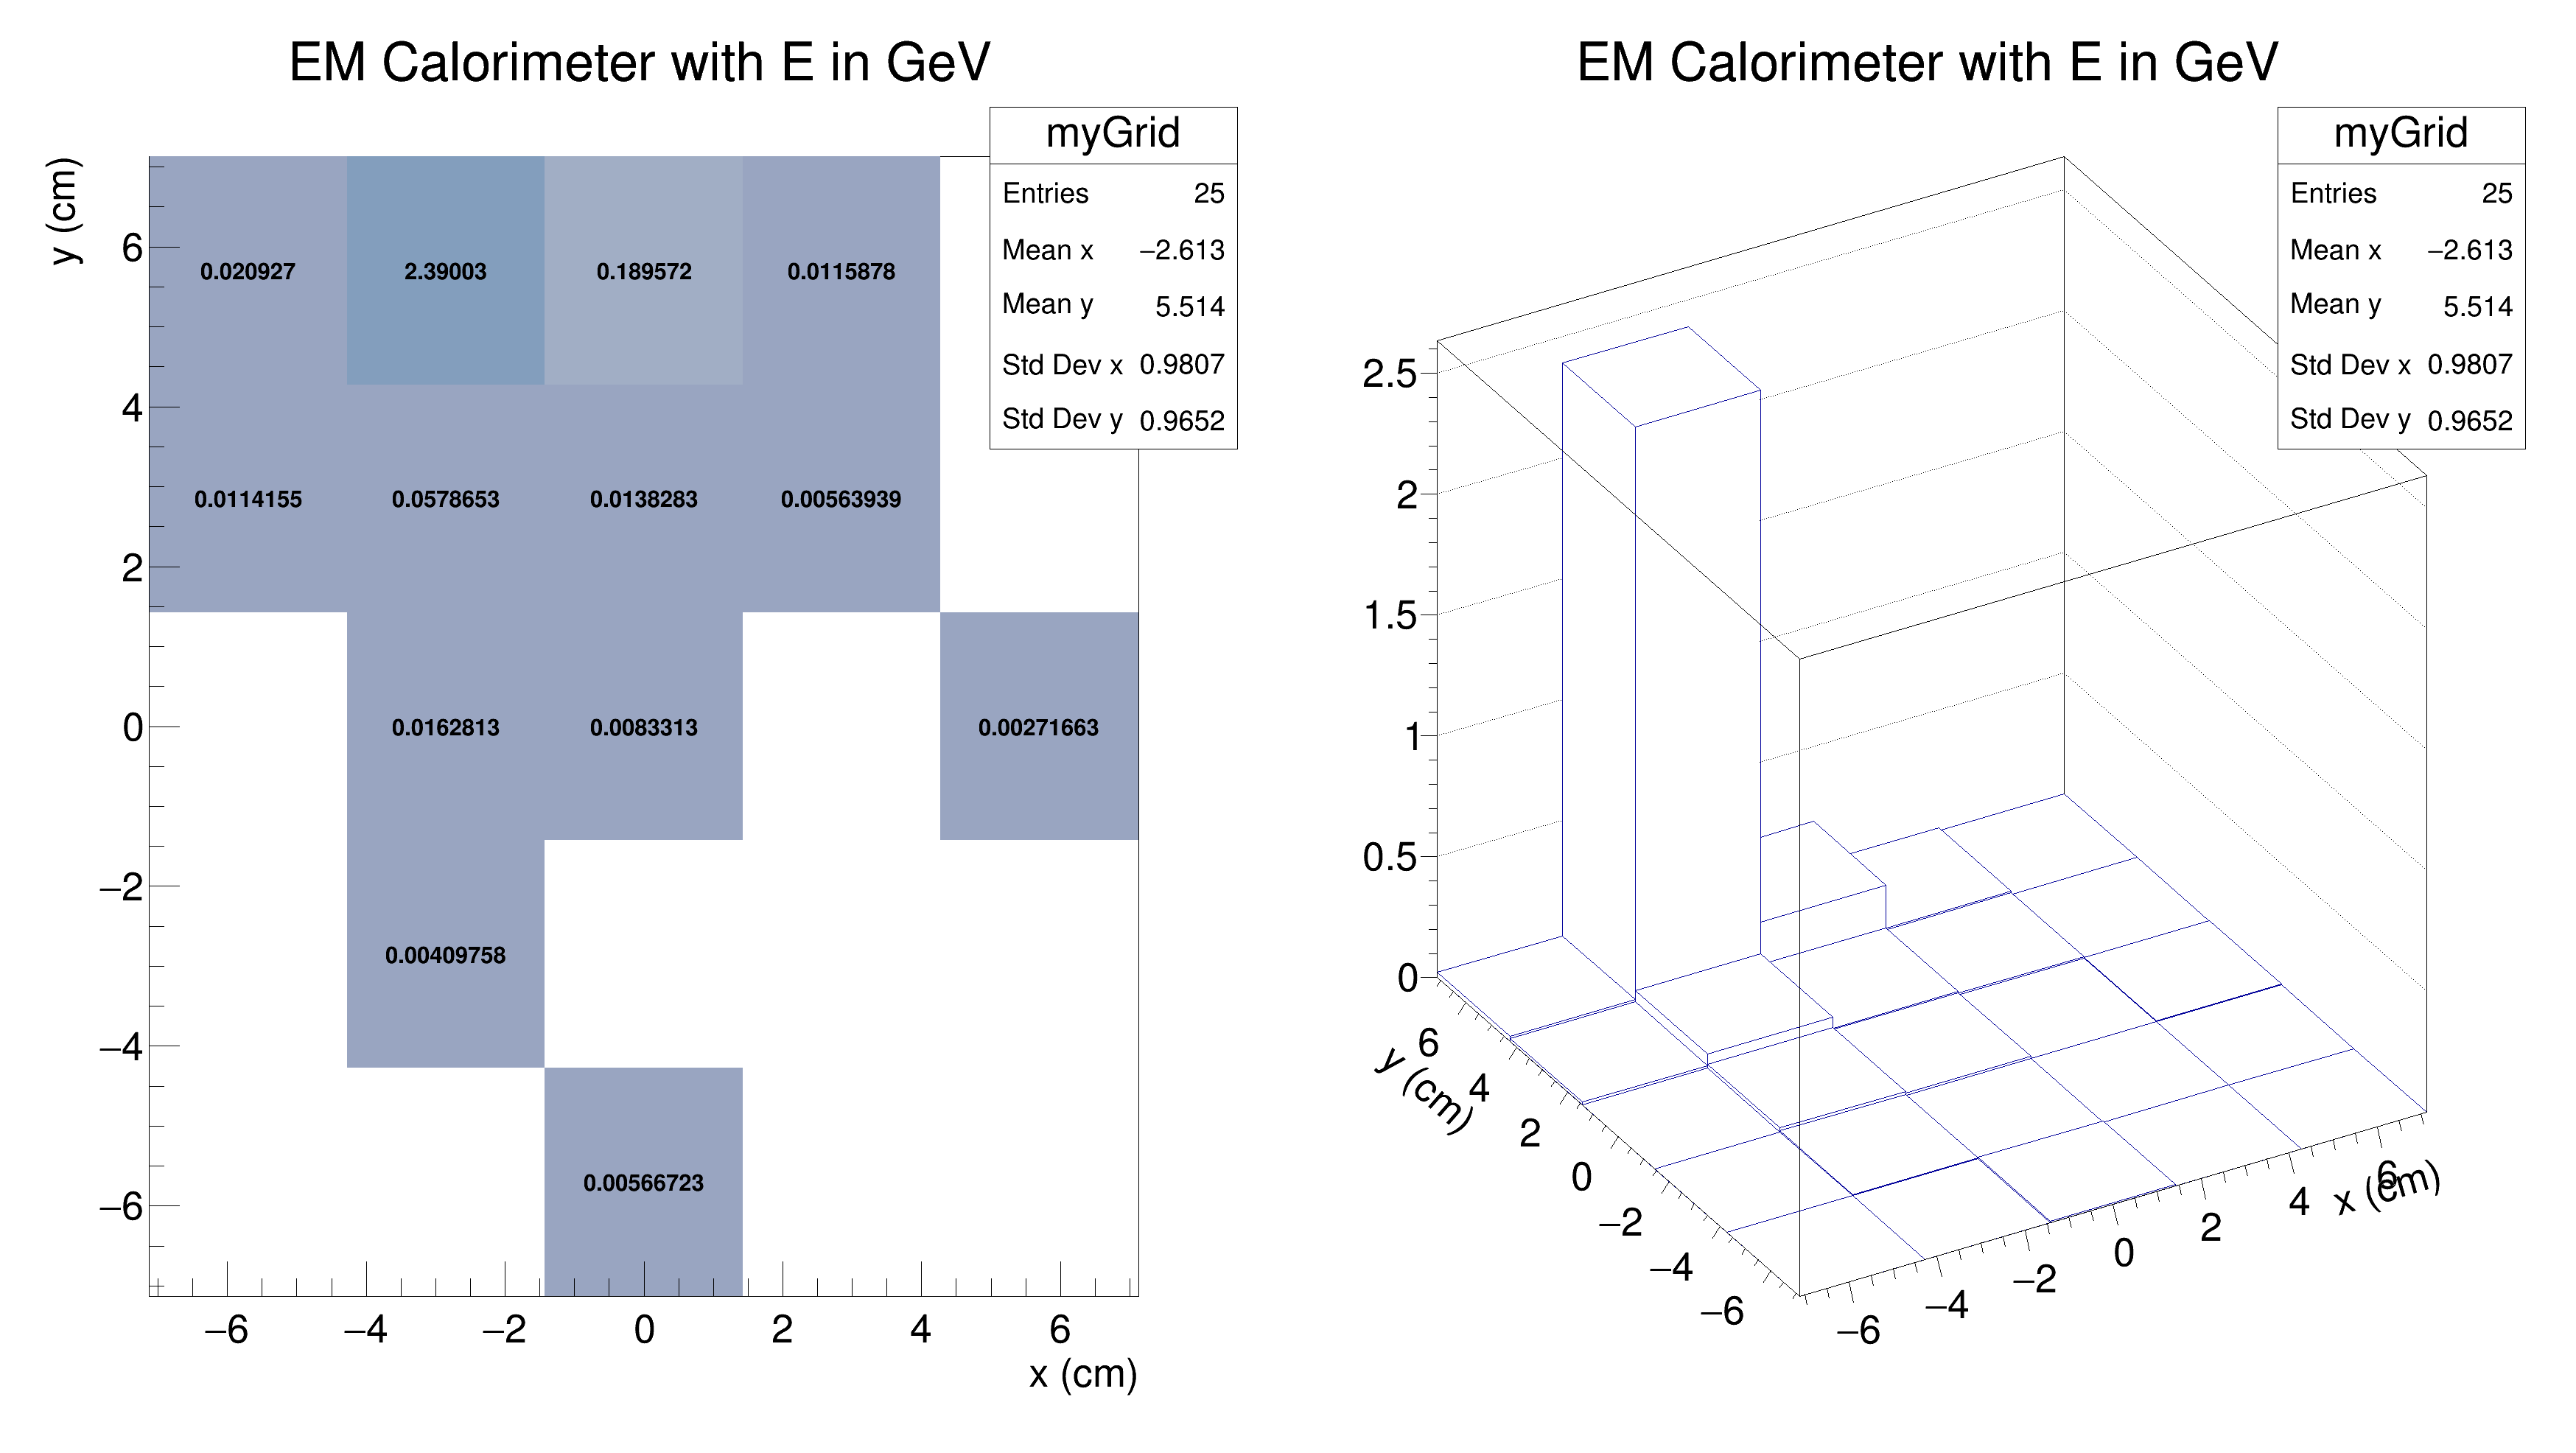 EM Calorimeter with E in GeV
myGrid
Entries 25
Mean x −2.613
Mean y 5.514
Std Dev x 0.9807
Std Dev y 0.9652
y (cm)
6
4
2
0
−2
−4
−6
0.020927 2.39003 0.189572 0.0115878
0.0114155 0.0578653 0.0138283 0.00563939
0.0162813 0.0083313 0.00271663
0.00409758
0.00566723
−6 −4 −2 0 2 4 6
x (cm)
EM Calorimeter with E in GeV
myGrid
Entries 25
Mean x −2.613
Mean y 5.514
Std Dev x 0.9807
Std Dev y 0.9652
2.5
2
1.5
1
0.5
0
6
4
2
0
−2
−4
−6
y (cm)
−6
−4
−2
0
2
4
6
x (cm)